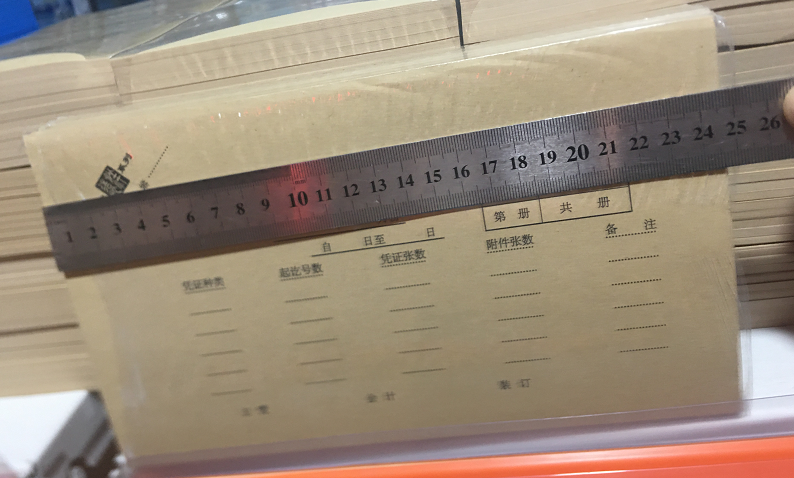 1 2 3 4 5 6 7 8 9 10 11 12 13 14 15 16 17 18 19 20 21 22 23 24 25 26
第 册 共 册
自 日至 日
凭证种类 起讫号数 凭证张数 附件张数 备 注
主 管 会 计 装 订